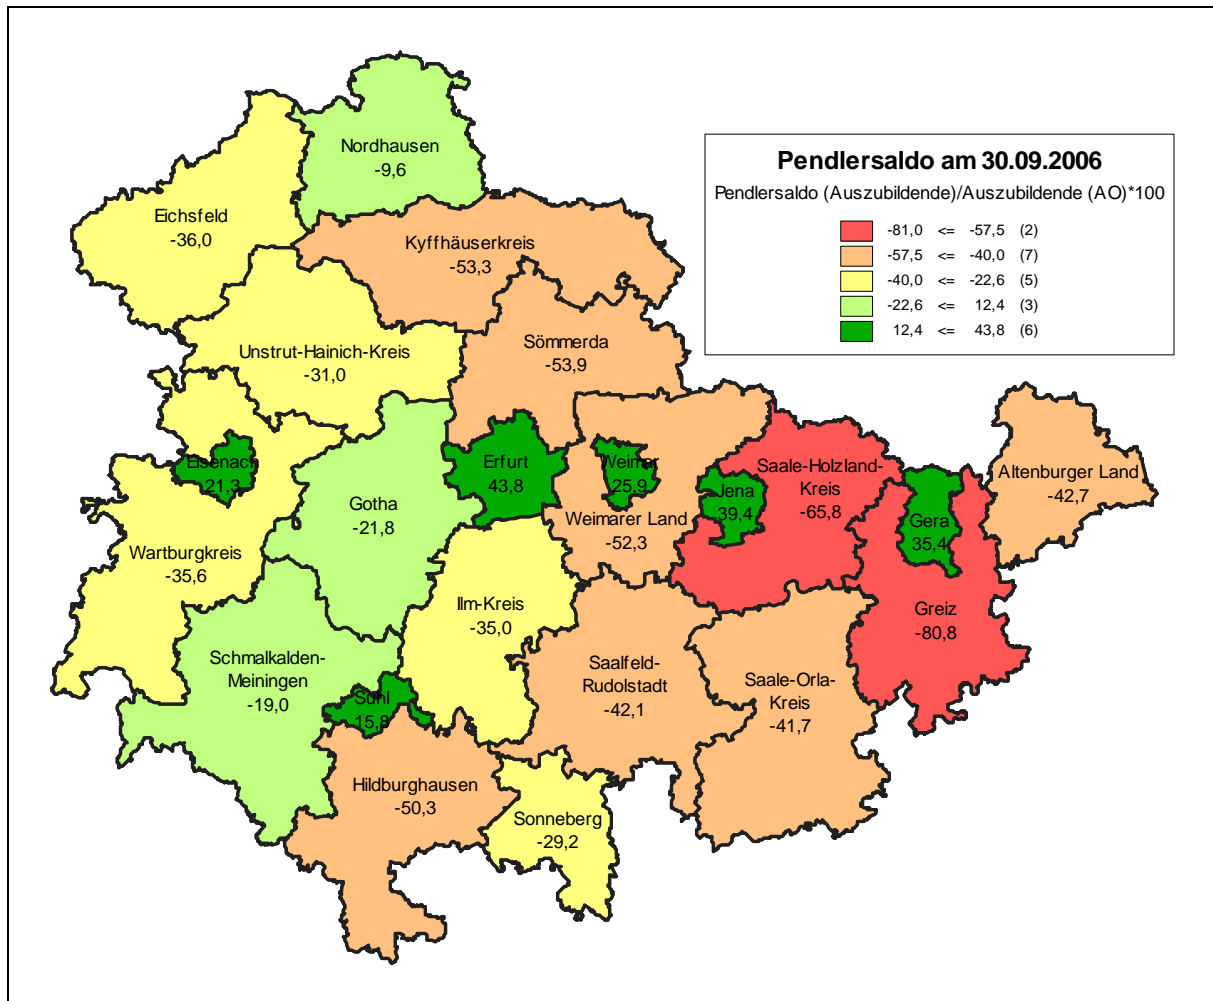 Nordhausen
-9,6
Pendlersaldo am 30.09.2006
Pendlersaldo (Auszubildende)/Auszubildende (AO)*100
-81,0 <= -57,5 (2)
-57,5 <= -40,0 (7)
-40,0 <= -22,6 (5)
-22,6 <= 12,4 (3)
12,4 <= 43,8 (6)
Eichsfeld
-36,0
Kyffhäuserkreis
-53,3
Unstrut-Hainich-Kreis
-31,0
Sömmerda
-53,9
Eisenach
21,3
Erfurt
43,8
Weimar
25,9
Jena
39,4
Saale-Holzland-
Kreis
-65,8
Gera
35,4
Altenburger Land
-42,7
Gotha
-21,8
Weimarer Land
-52,3
Wartburgkreis
-35,6
Ilm-Kreis
-35,0
Greiz
-80,8
Schmalkalden-
Meiningen
-19,0
Suhl
15,8
Saalfeld-
Rudolstadt
-42,1
Saale-Orla-
Kreis
-41,7
Hildburghausen
-50,3
Sonneberg
-29,2